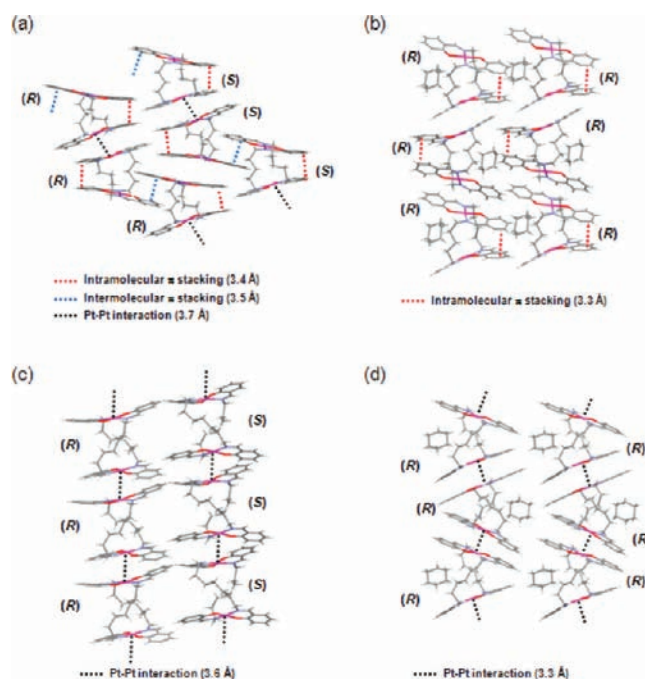 (a)
(b)
(S)
(R)
(S)
(S)
(R)
(R)
(R)
(R)
(R)
(R)
(R)
(R)
Intramolecular π stacking (3.4 Å)
Intermolecular π stacking (3.5 Å)
Pt-Pt interaction (3.7 Å)
Intramolecular π stacking (3.3 Å)
(c)
(d)
(R)
(S)
(R)
(S)
(R)
(S)
(R)
(R)
(R)
(R)
(R)
(R)
Pt-Pt interaction (3.6 Å)
Pt-Pt interaction (3.3 Å)